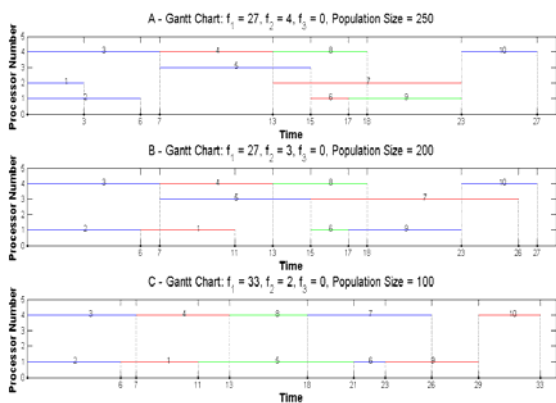 A - Gantt Chart: f₁ = 27, f₂ = 4, f₃ = 0, Population Size = 250
Processor Number
5
4 3 4 8 10
3 5
2 1 7
1 2 6 9
0
3 6 7 13 15 17 18 23 27
Time
B - Gantt Chart: f₁ = 27, f₂ = 3, f₃ = 0, Population Size = 200
Processor Number
5
4 3 4 8 10
3 5 7
2
1 2 1 6 9
0
6 7 11 13 15 17 18 23 26 27
Time
C - Gantt Chart: f₁ = 33, f₂ = 2, f₃ = 0, Population Size = 100
Processor Number
5
4 3 4 8 7 10
3
2
1 2 1 5 6 9
0
6 7 11 13 18 21 23 26 29 33
Time